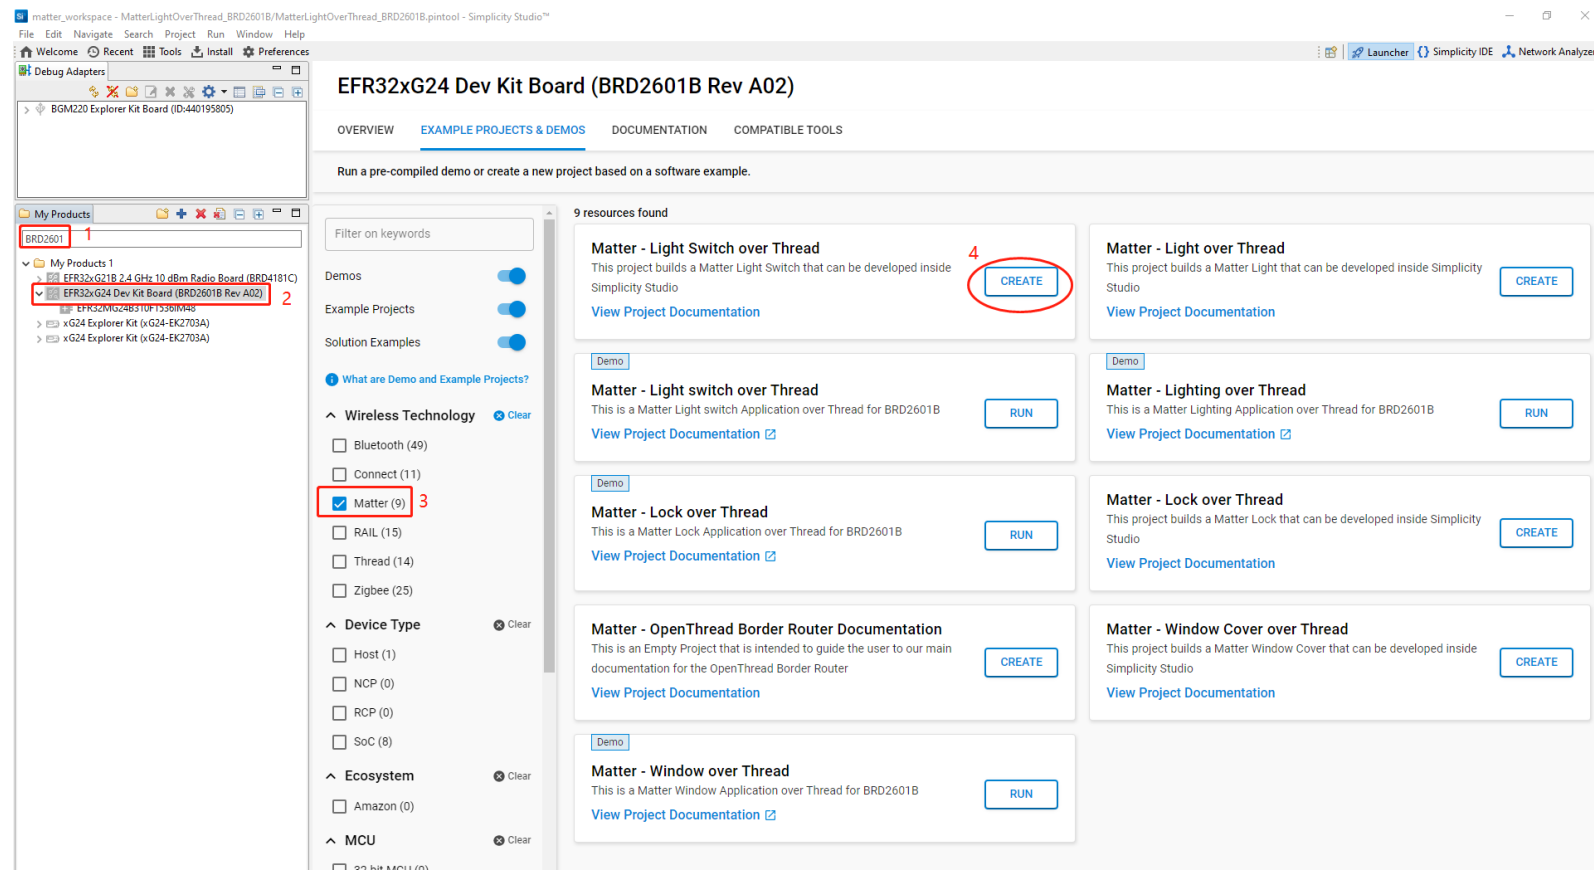 Si matter_workspace - MatterLightOverThread_BRD2601B/MatterLightOverThread_BRD2601B.pintool - Simplicity Studio™
File Edit Navigate Search Project Run Window Help
Welcome Recent Tools Install Preferences
Launcher Simplicity IDE Network Analyzer
Debug Adapters
BGM220 Explorer Kit Board (ID:440195805)
My Products
BRD2601
1
My Products 1
EFR32xG21B 2.4 GHz 10 dBm Radio Board (BRD4181C)
EFR32xG24 Dev Kit Board (BRD2601B Rev A02)
2
EFR32MG24B310F1536IM48
xG24 Explorer Kit (xG24-EK2703A)
xG24 Explorer Kit (xG24-EK2703A)
EFR32xG24 Dev Kit Board (BRD2601B Rev A02)
OVERVIEW EXAMPLE PROJECTS & DEMOS DOCUMENTATION COMPATIBLE TOOLS
Run a pre-compiled demo or create a new project based on a software example.
Filter on keywords
Demos
Example Projects
Solution Examples
What are Demo and Example Projects?
Wireless Technology Clear
Bluetooth (49)
Connect (11)
Matter (9)
3
RAIL (15)
Thread (14)
Zigbee (25)
Device Type Clear
Host (1)
NCP (0)
RCP (0)
SoC (8)
Ecosystem Clear
Amazon (0)
MCU Clear
32 bit MCU (0)
9 resources found
Matter - Light Switch over Thread
This project builds a Matter Light Switch that can be developed inside
Simplicity Studio
View Project Documentation
4
CREATE
Matter - Light over Thread
This project builds a Matter Light that can be developed inside Simplicity
Studio
View Project Documentation
CREATE
Demo
Matter - Light switch over Thread
This is a Matter Light switch Application over Thread for BRD2601B
View Project Documentation
RUN
Demo
Matter - Lighting over Thread
This is a Matter Lighting Application over Thread for BRD2601B
View Project Documentation
RUN
Demo
Matter - Lock over Thread
This is a Matter Lock Application over Thread for BRD2601B
View Project Documentation
RUN
Matter - Lock over Thread
This project builds a Matter Lock that can be developed inside Simplicity
Studio
View Project Documentation
CREATE
Matter - OpenThread Border Router Documentation
This is an Empty Project that is intended to guide the user to our main
documentation for the OpenThread Border Router
View Project Documentation
CREATE
Matter - Window Cover over Thread
This project builds a Matter Window Cover that can be developed inside
Simplicity Studio
View Project Documentation
CREATE
Demo
Matter - Window over Thread
This is a Matter Window Application over Thread for BRD2601B
View Project Documentation
RUN